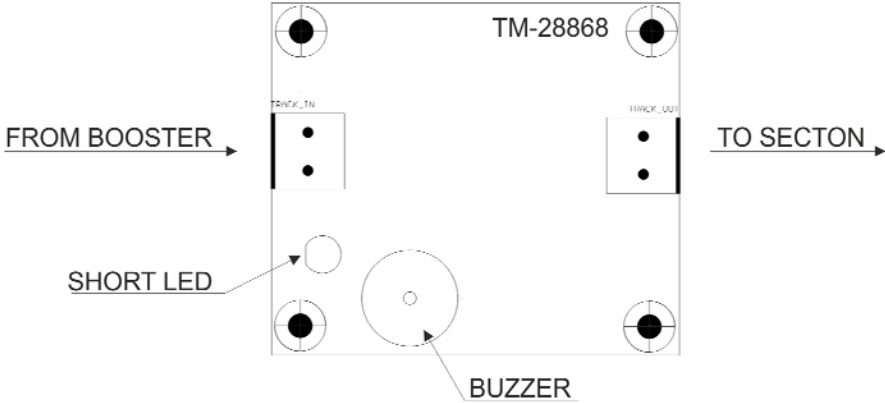 TM-28868
TRACK_IN
TRACK_OUT
FROM BOOSTER
TO SECTON
SHORT LED
BUZZER